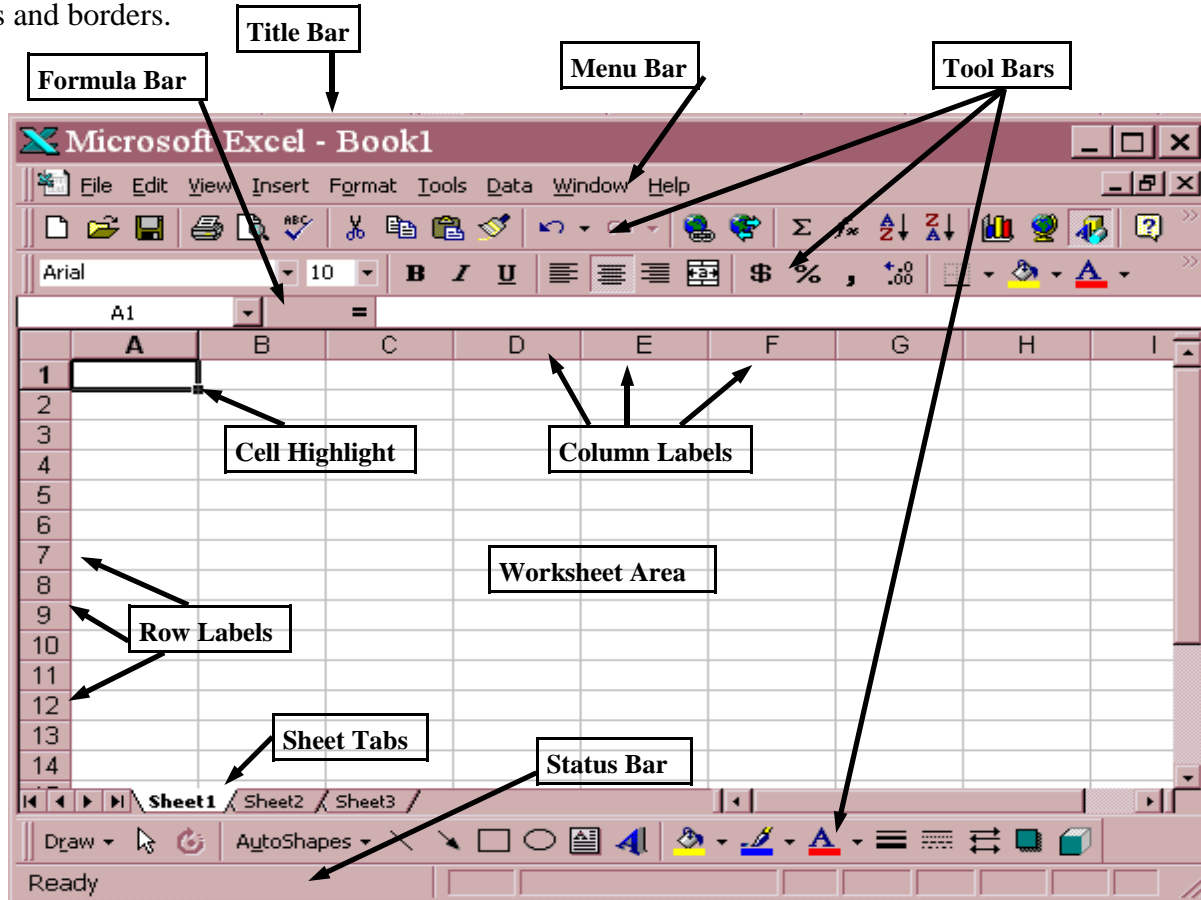 s and borders.
Title Bar
Formula Bar
Menu Bar
Tool Bars
Microsoft Excel - Book1
File Edit View Insert Format Tools Data Window Help
ABC Σ fx A Z Z A ?
Arial 10 B I U a $ % , .00 A
A1 =
A B C D E F G H I
1
2
3
Cell Highlight Column Labels
4
5
6
7
Worksheet Area
8
9
Row Labels
10
11
12
13
Sheet Tabs
Status Bar
14
Sheet1 Sheet2 Sheet3
Draw AutoShapes A A A
Ready